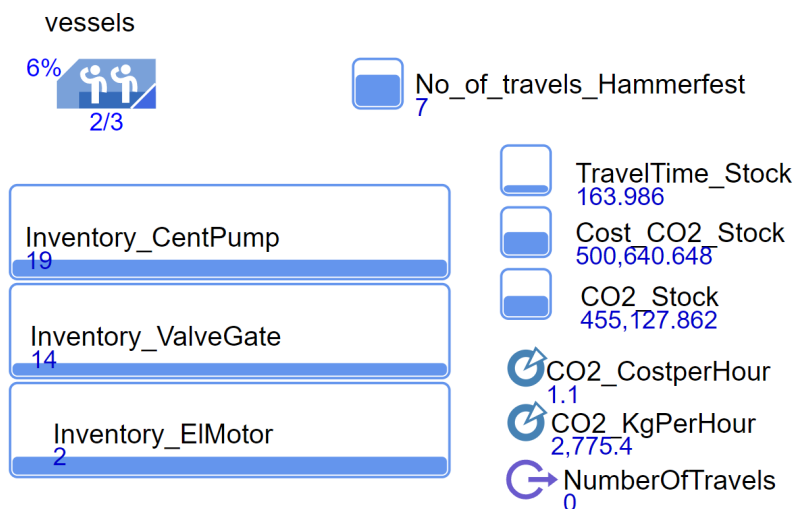 vessels
6%
2/3
No_of_travels_Hammerfest
7
TravelTime_Stock
163.986
Cost_CO2_Stock
500,640.648
CO2_Stock
455,127.862
Inventory_CentPump
19
Inventory_ValveGate
14
Inventory_ElMotor
2
CO2_CostperHour
1.1
CO2_KgPerHour
2,775.4
NumberOfTravels
0